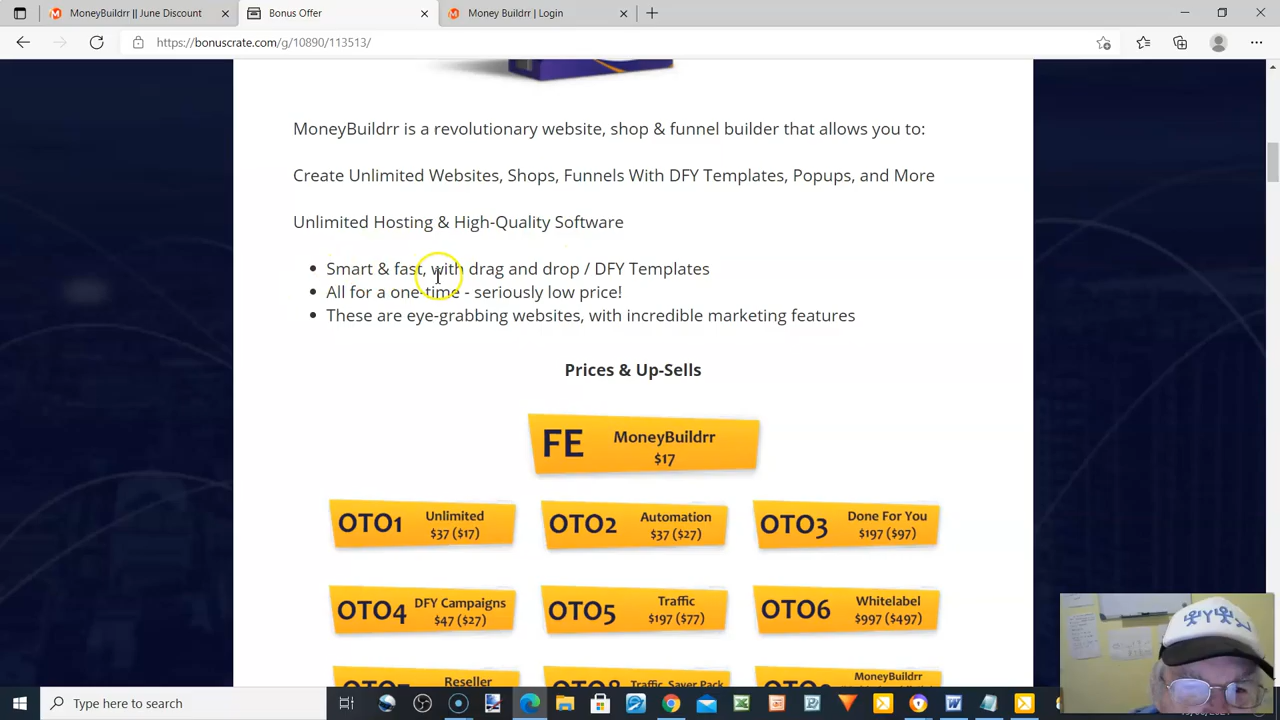 MoneyBuildrr || June Discount
Bonus Offer
Money Buildrr | Login
https://bonuscrate.com/g/10890/113513/
MoneyBuildrr is a revolutionary website, shop & funnel builder that allows you to:
Create Unlimited Websites, Shops, Funnels With DFY Templates, Popups, and More
Unlimited Hosting & High-Quality Software
Smart & fast, with drag and drop / DFY Templates
All for a one-time - seriously low price!
These are eye-grabbing websites, with incredible marketing features
Prices & Up-Sells
FE MoneyBuildrr
$17
OTO1 Unlimited
$37 ($17)
OTO2 Automation
$37 ($27)
OTO3 Done For You
$197 ($97)
OTO4 DFY Campaigns
$47 ($27)
OTO5 Traffic
$197 ($77)
OTO6 Whitelabel
$997 ($497)
Reseller
Traffic Saver Pack
MoneyBuildrr
Type here to search